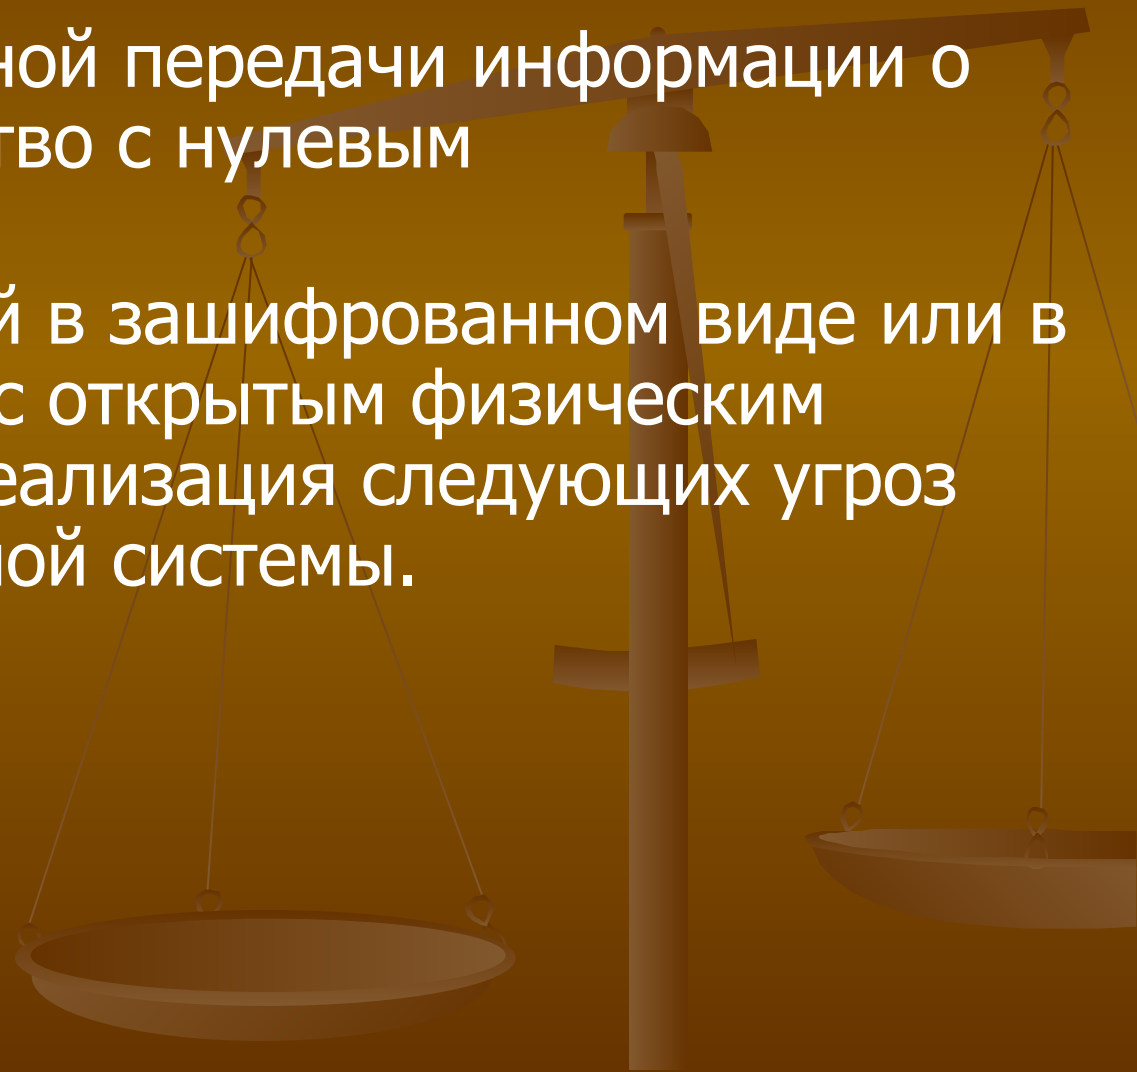 ной передачи информации о
тво с нулевым
й в зашифрованном виде или в
с открытым физическим
еализация следующих угроз
ной системы.